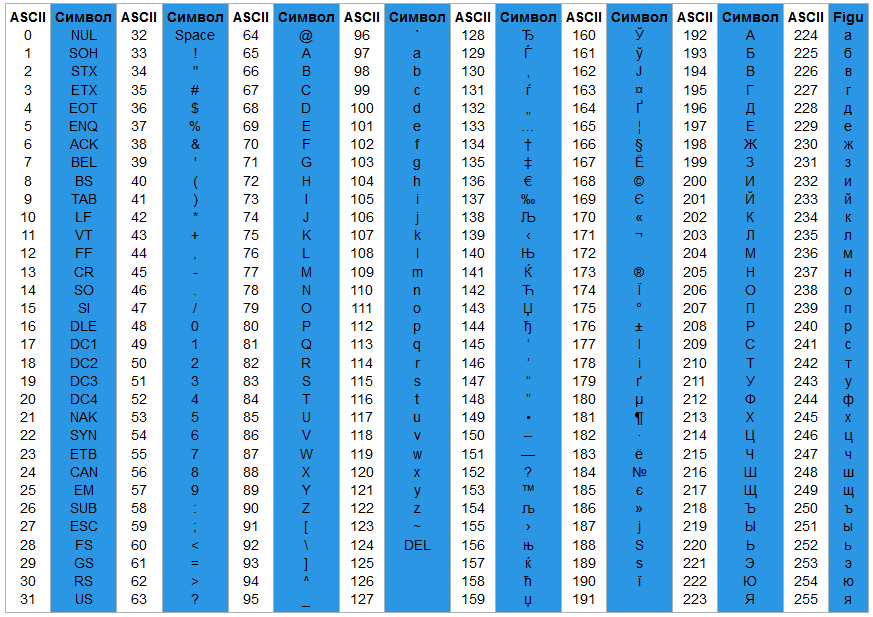 ASCII Символ ASCII Символ ASCII Символ ASCII Символ ASCII Символ ASCII Символ ASCII Символ ASCII Figu
0 NUL 32 Space 64 @ 96 ` 128 Ђ 160 Ў 192 А 224 а
1 SOH 33 ! 65 A 97 a 129 Ѓ 161 ў 193 Б 225 б
2 STX 34 " 66 B 98 b 130 ‚ 162 Ј 194 В 226 в
3 ETX 35 # 67 C 99 c 131 ѓ 163 ¤ 195 Г 227 г
4 EOT 36 $ 68 D 100 d 132 „ 164 Ґ 196 Д 228 д
5 ENQ 37 % 69 E 101 e 133 … 165 ¦ 197 Е 229 е
6 ACK 38 & 70 F 102 f 134 † 166 § 198 Ж 230 ж
7 BEL 39 ' 71 G 103 g 135 ‡ 167 Ё 199 З 231 з
8 BS 40 ( 72 H 104 h 136 € 168 © 200 И 232 и
9 TAB 41 ) 73 I 105 i 137 ‰ 169 Є 201 Й 233 й
10 LF 42 * 74 J 106 j 138 Љ 170 « 202 К 234 к
11 VT 43 + 75 K 107 k 139 ‹ 171 ¬ 203 Л 235 л
12 FF 44 , 76 L 108 l 140 Њ 172 204 М 236 м
13 CR 45 - 77 M 109 m 141 Ќ 173 ® 205 Н 237 н
14 SO 46 . 78 N 110 n 142 Ћ 174 Ї 206 О 238 о
15 SI 47 / 79 O 111 o 143 Џ 175 ° 207 П 239 п
16 DLE 48 0 80 P 112 p 144 ђ 176 ± 208 Р 240 р
17 DC1 49 1 81 Q 113 q 145 ‘ 177 І 209 С 241 с
18 DC2 50 2 82 R 114 r 146 ’ 178 і 210 Т 242 т
19 DC3 51 3 83 S 115 s 147 “ 179 ґ 211 У 243 у
20 DC4 52 4 84 T 116 t 148 ” 180 µ 212 Ф 244 ф
21 NAK 53 5 85 U 117 u 149 • 181 ¶ 213 Х 245 х
22 SYN 54 6 86 V 118 v 150 – 182 · 214 Ц 246 ц
23 ETB 55 7 87 W 119 w 151 — 183 ё 215 Ч 247 ч
24 CAN 56 8 88 X 120 x 152 ? 184 № 216 Ш 248 ш
25 EM 57 9 89 Y 121 y 153 ™ 185 є 217 Щ 249 щ
26 SUB 58 : 90 Z 122 z 154 љ 186 » 218 Ъ 250 ъ
27 ESC 59 ; 91 [ 123 ~ 155 › 187 ј 219 Ы 251 ы
28 FS 60 < 92 \ 124 DEL 156 њ 188 Ѕ 220 Ь 252 ь
29 GS 61 = 93 ] 125 157 ќ 189 ѕ 221 Э 253 э
30 RS 62 > 94 ^ 126 158 ћ 190 ї 222 Ю 254 ю
31 US 63 ? 95 _ 127 159 џ 191 223 Я 255 я